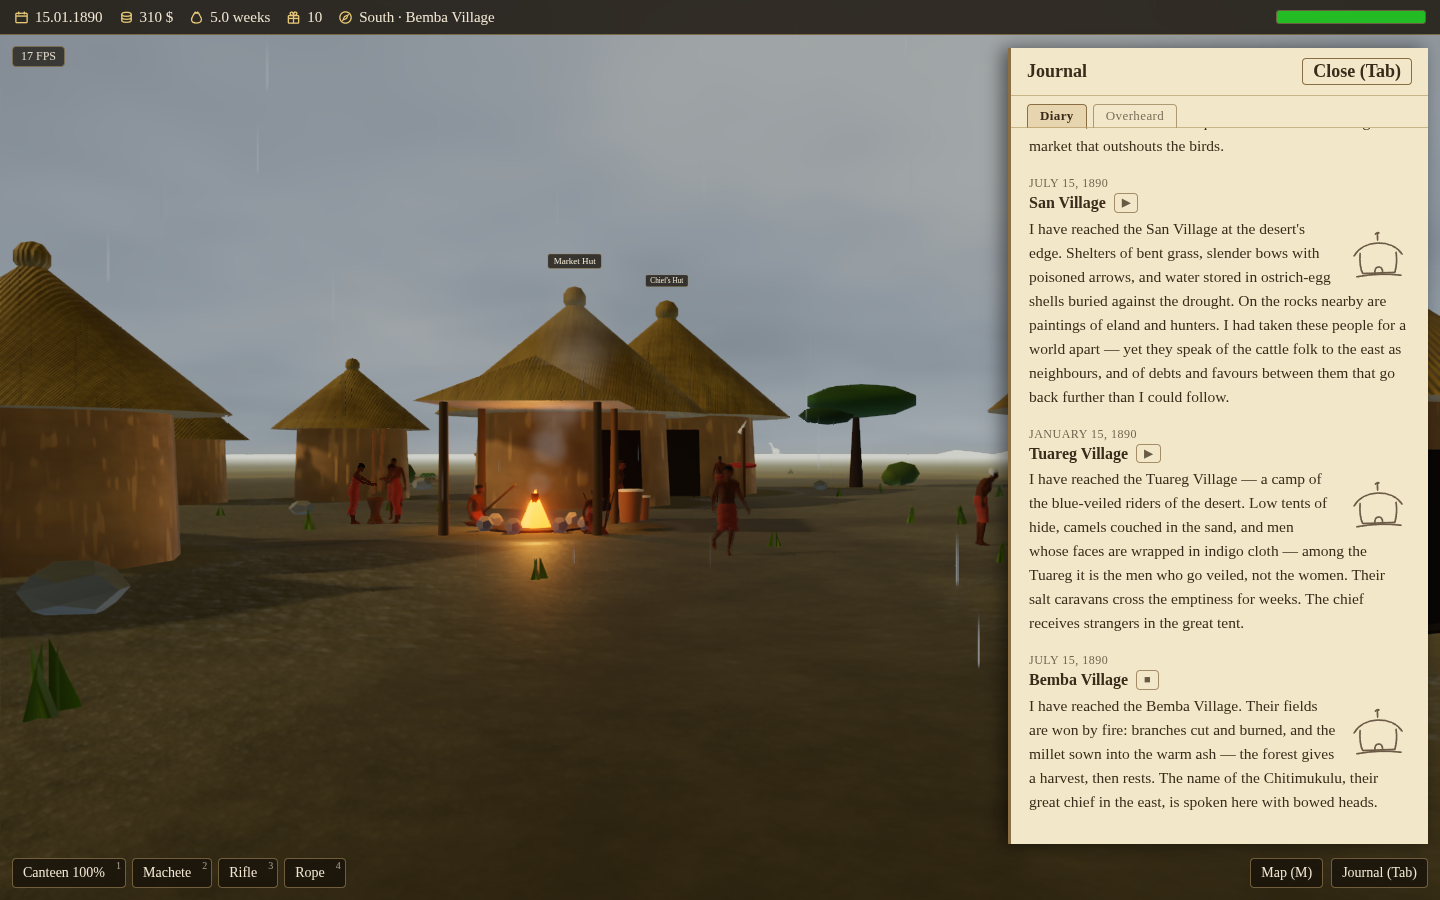 15.01.1890
310 $
5.0 weeks
10
South · Bemba Village
17 FPS
Market Hut
Chief's Hut
Journal
Close (Tab)
Diary
Overheard
market that outshouts the birds.
JULY 15, 1890
San Village
I have reached the San Village at the desert's
edge. Shelters of bent grass, slender bows with
poisoned arrows, and water stored in ostrich-egg
shells buried against the drought. On the rocks nearby are
paintings of eland and hunters. I had taken these people for a
world apart — yet they speak of the cattle folk to the east as
neighbours, and of debts and favours between them that go
back further than I could follow.
JANUARY 15, 1890
Tuareg Village
I have reached the Tuareg Village — a camp of
the blue-veiled riders of the desert. Low tents of
hide, camels couched in the sand, and men
whose faces are wrapped in indigo cloth — among the
Tuareg it is the men who go veiled, not the women. Their
salt caravans cross the emptiness for weeks. The chief
receives strangers in the great tent.
JULY 15, 1890
Bemba Village
I have reached the Bemba Village. Their fields
are won by fire: branches cut and burned, and the
millet sown into the warm ash — the forest gives
a harvest, then rests. The name of the Chitimukulu, their
great chief in the east, is spoken here with bowed heads.
Canteen 100% 1
Machete 2
Rifle 3
Rope 4
Map (M)
Journal (Tab)